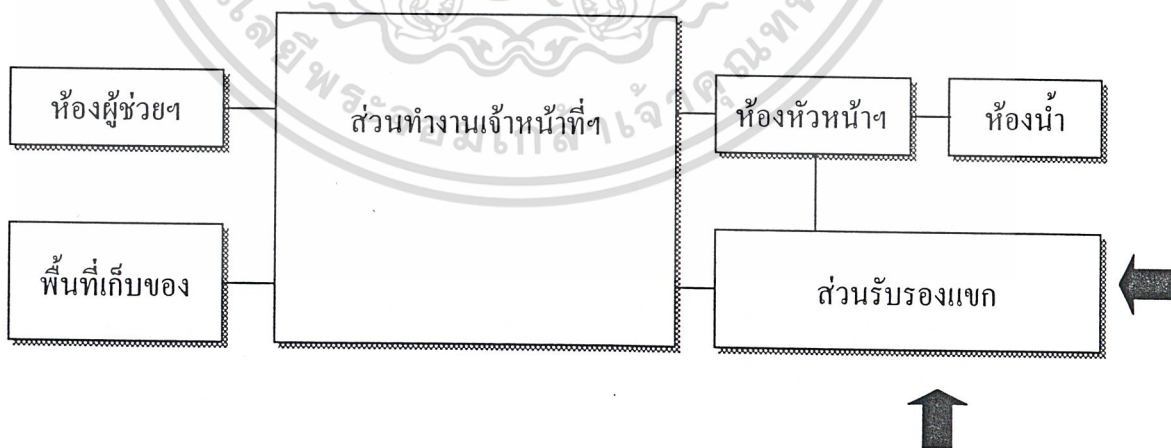 ห้องผู้ช่วยฯ
ส่วนทำงานเจ้าหน้าที่ฯ
ห้องหัวหน้าฯ
ห้องน้ำ
พื้นที่เก็บของ
ส่วนรับรองแขก